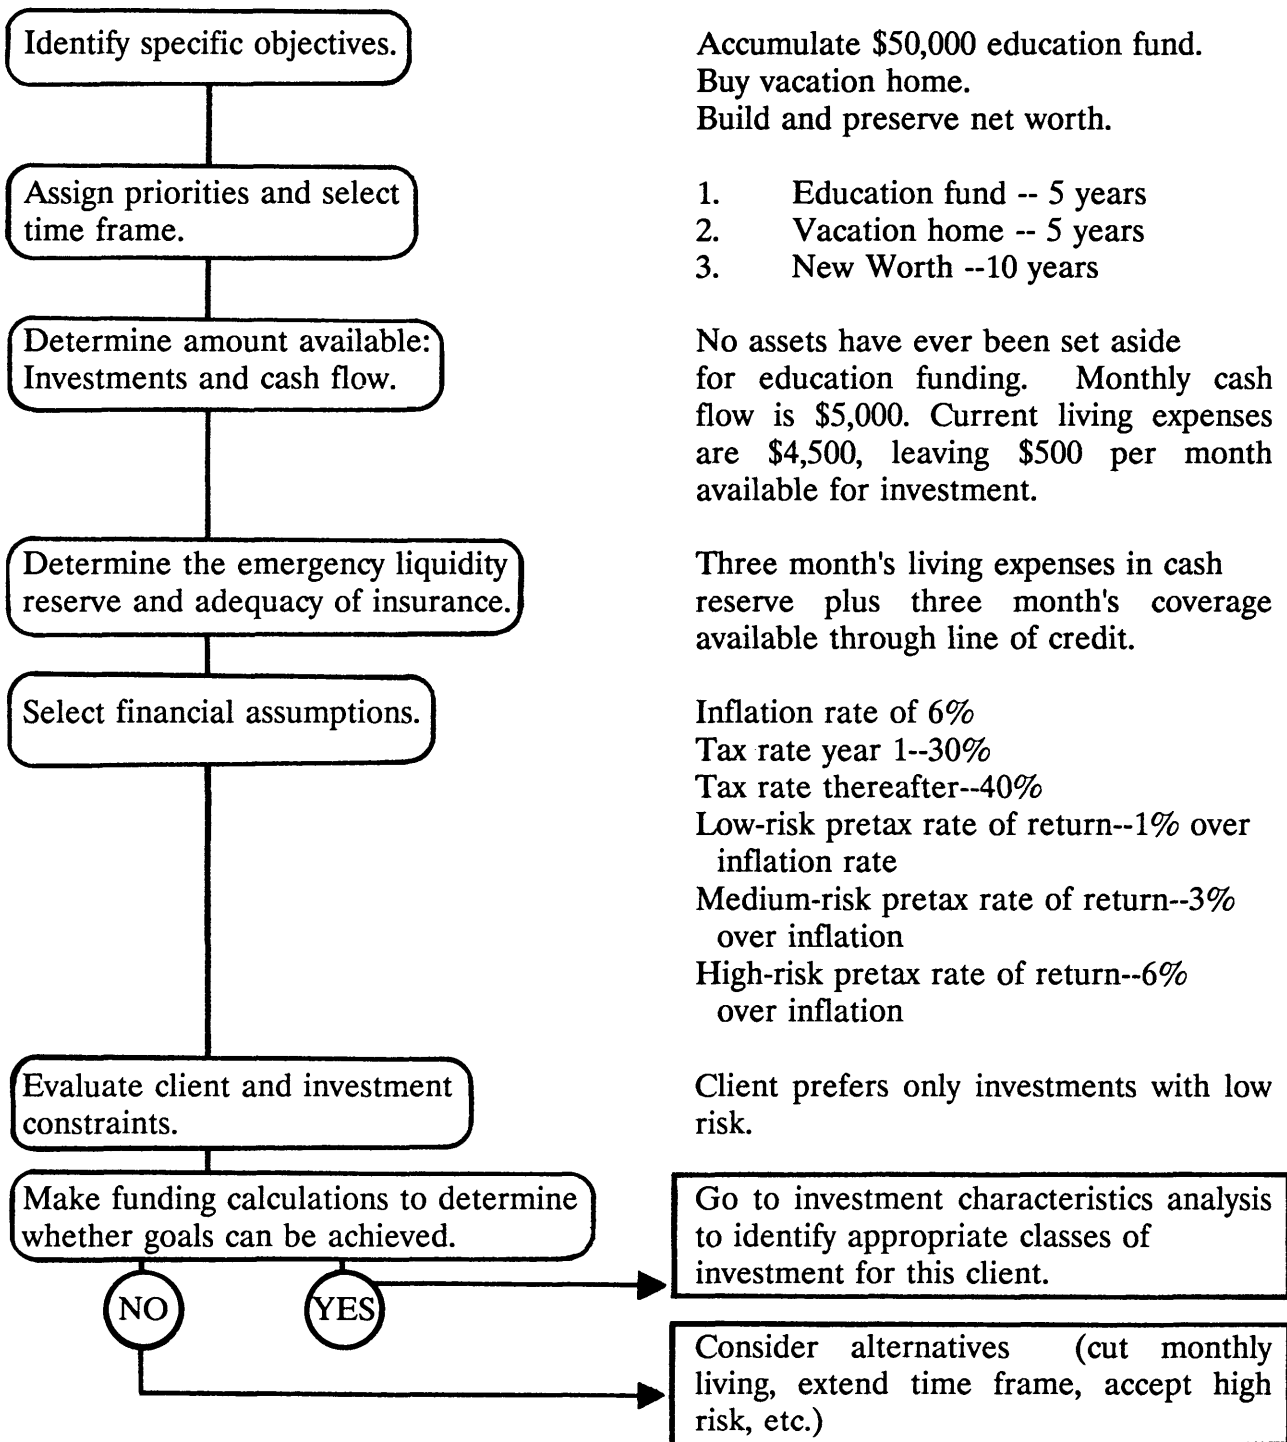 Identify specific objectives.
Accumulate $50,000 education fund.
Buy vacation home.
Build and preserve net worth.
Assign priorities and select
time frame.
1. Education fund -- 5 years
2. Vacation home -- 5 years
3. New Worth --10 years
Determine amount available:
Investments and cash flow.
No assets have ever been set aside
for education funding. Monthly cash
flow is $5,000. Current living expenses
are $4,500, leaving $500 per month
available for investment.
Determine the emergency liquidity
reserve and adequacy of insurance.
Three month's living expenses in cash
reserve plus three month's coverage
available through line of credit.
Select financial assumptions.
Inflation rate of 6%
Tax rate year 1--30%
Tax rate thereafter--40%
Low-risk pretax rate of return--1% over
inflation rate
Medium-risk pretax rate of return--3%
over inflation
High-risk pretax rate of return--6%
over inflation
Evaluate client and investment
constraints.
Client prefers only investments with low
risk.
Make funding calculations to determine
whether goals can be achieved.
Go to investment characteristics analysis
to identify appropriate classes of
investment for this client.
NO
YES
Consider alternatives (cut monthly
living, extend time frame, accept high
risk, etc.)